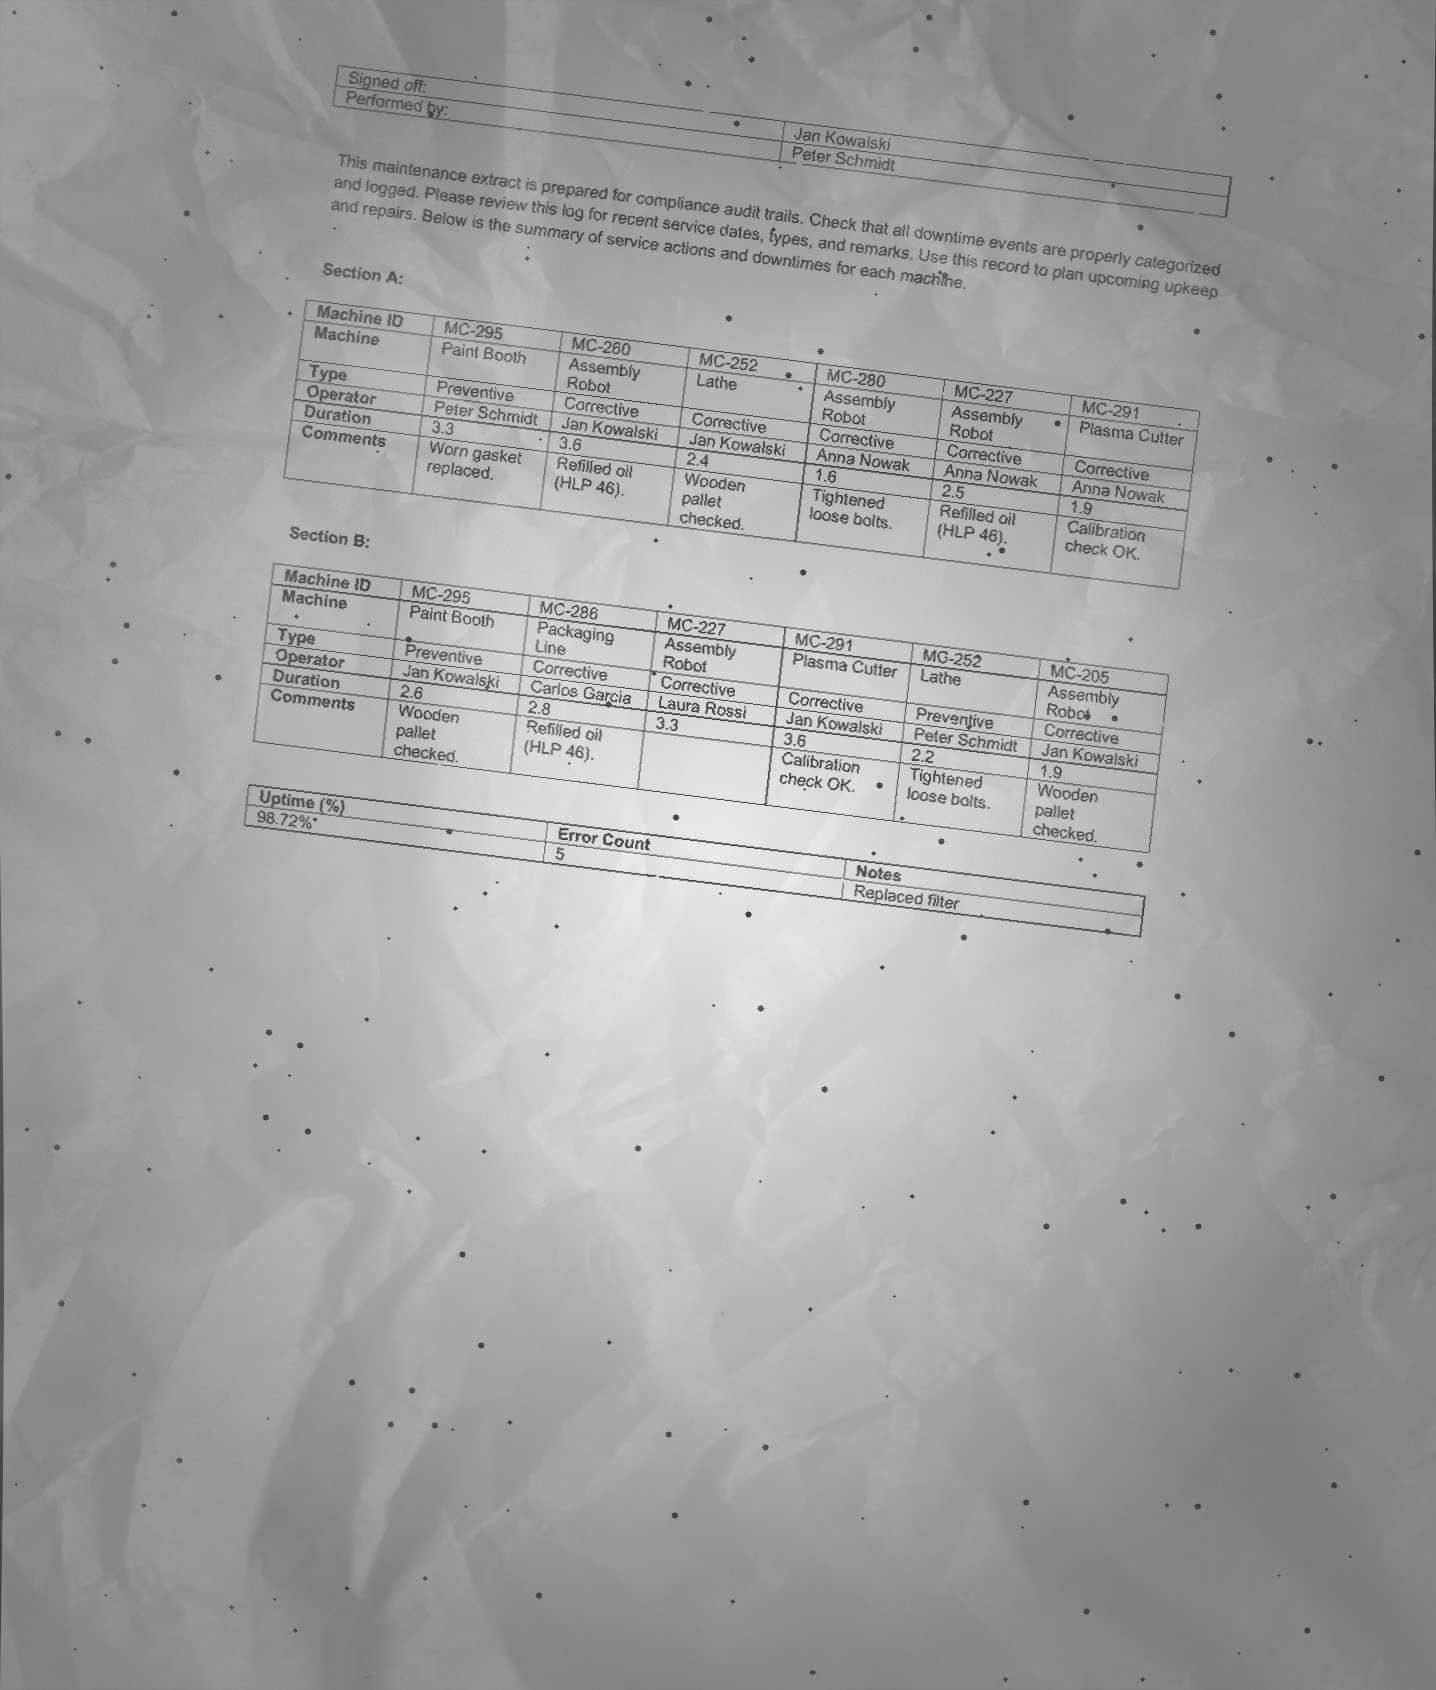 Signed off: Jan Kowalski
Performed by: Peter Schmidt
This maintenance extract is prepared for compliance audit trails. Check that all downtime events are properly categorized
and logged. Please review this log for recent service dates, types, and remarks. Use this record to plan upcoming upkeep
and repairs. Below is the summary of service actions and downtimes for each machine.
Section A:
Machine ID MC-295 MC-260 MC-252 MC-280 MC-227 MC-291
Machine Paint Booth Assembly Robot Lathe Assembly Robot Assembly Robot Plasma Cutter
Type Preventive Corrective Corrective Corrective Corrective Corrective
Operator Peter Schmidt Jan Kowalski Jan Kowalski Anna Nowak Anna Nowak Anna Nowak
Duration 3.3 3.6 2.4 1.6 2.5 1.9
Comments Worn gasket replaced. Refilled oil (HLP 46). Wooden pallet checked. Tightened loose bolts. Refilled oil (HLP 46). Calibration check OK.
Section B:
Machine ID MC-295 MC-286 MC-227 MC-291 MC-252 MC-205
Machine Paint Booth Packaging Line Assembly Robot Plasma Cutter Lathe Assembly Robot
Type Preventive Corrective Corrective Corrective Preventive Corrective
Operator Jan Kowalski Carlos Garcia Laura Rossi Jan Kowalski Peter Schmidt Jan Kowalski
Duration 2.6 2.8 3.3 3.6 2.2 1.9
Comments Wooden pallet checked. Refilled oil (HLP 46). Calibration check OK. Tightened loose bolts. Wooden pallet checked.
Uptime (%) Error Count Notes
98.72% 5 Replaced filter